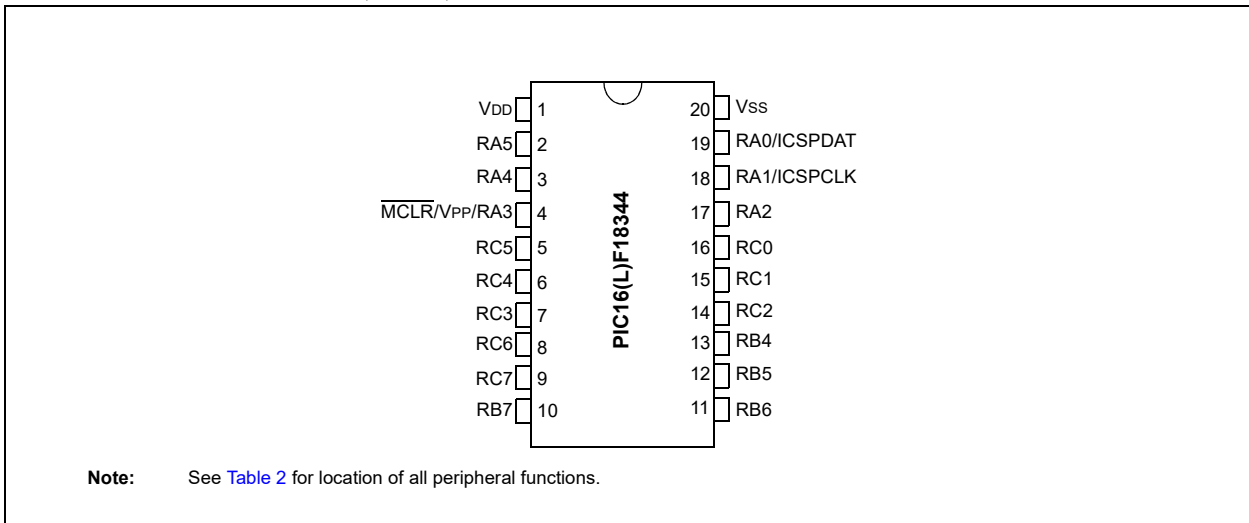 VDD 1 20 VSS
RA5 2 19 RA0/ICSPDAT
RA4 3 18 RA1/ICSPCLK
MCLR/VPP/RA3 4 17 RA2
RC5 5 16 RC0
RC4 6 15 RC1
RC3 7 14 RC2
RC6 8 13 RB4
RC7 9 12 RB5
RB7 10 11 RB6
PIC16(L)F18344
Note: See Table 2 for location of all peripheral functions.